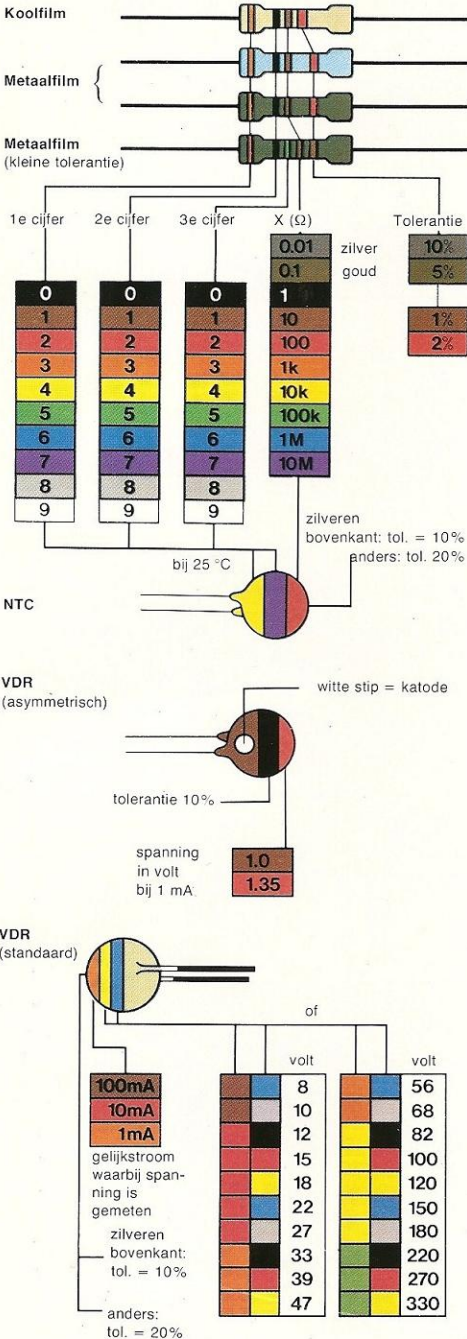 Koolfilm
Metaalfilm {
Metaalfilm
(kleine tolerantie)
1e cijfer 2e cijfer 3e cijfer X (Ω) Tolerantie
0.01 zilver 10%
0.1 goud 5%
0 0 0 1
1 1 1 10 1%
2 2 2 100 2%
3 3 3 1k
4 4 4 10k
5 5 5 100k
6 6 6 1M
7 7 7 10M
8 8 8
9 9 9
zilveren
bovenkant: tol. = 10%
anders: tol. 20%
bij 25 °C
NTC
VDR
(asymmetrisch)
witte stip = katode
tolerantie 10%
spanning
in volt
bij 1 mA
1.0
1.35
VDR
(standaard)
of
volt volt
100mA 8 56
10mA 10 68
1mA 12 82
15 100
18 120
22 150
27 180
33 220
39 270
47 330
gelijkstroom
waarbij span-
ning is
gemeten
zilveren
bovenkant:
tol. = 10%
anders:
tol. = 20%